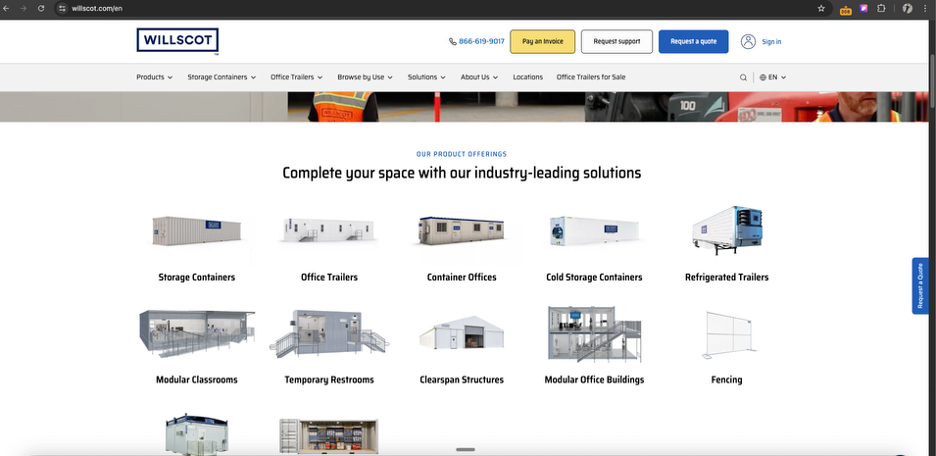 willscot.com/en
WILLSCOT
866-619-9017
Pay an Invoice
Request support
Request a quote
Sign in
Products
Storage Containers
Office Trailers
Browse by Use
Solutions
About Us
Locations
Office Trailers for Sale
EN
100
OUR PRODUCT OFFERINGS
Complete your space with our industry-leading solutions
Storage Containers
Office Trailers
Container Offices
Cold Storage Containers
Refrigerated Trailers
Request a Quote
Modular Classrooms
Temporary Restrooms
Clearspan Structures
Modular Office Buildings
Fencing